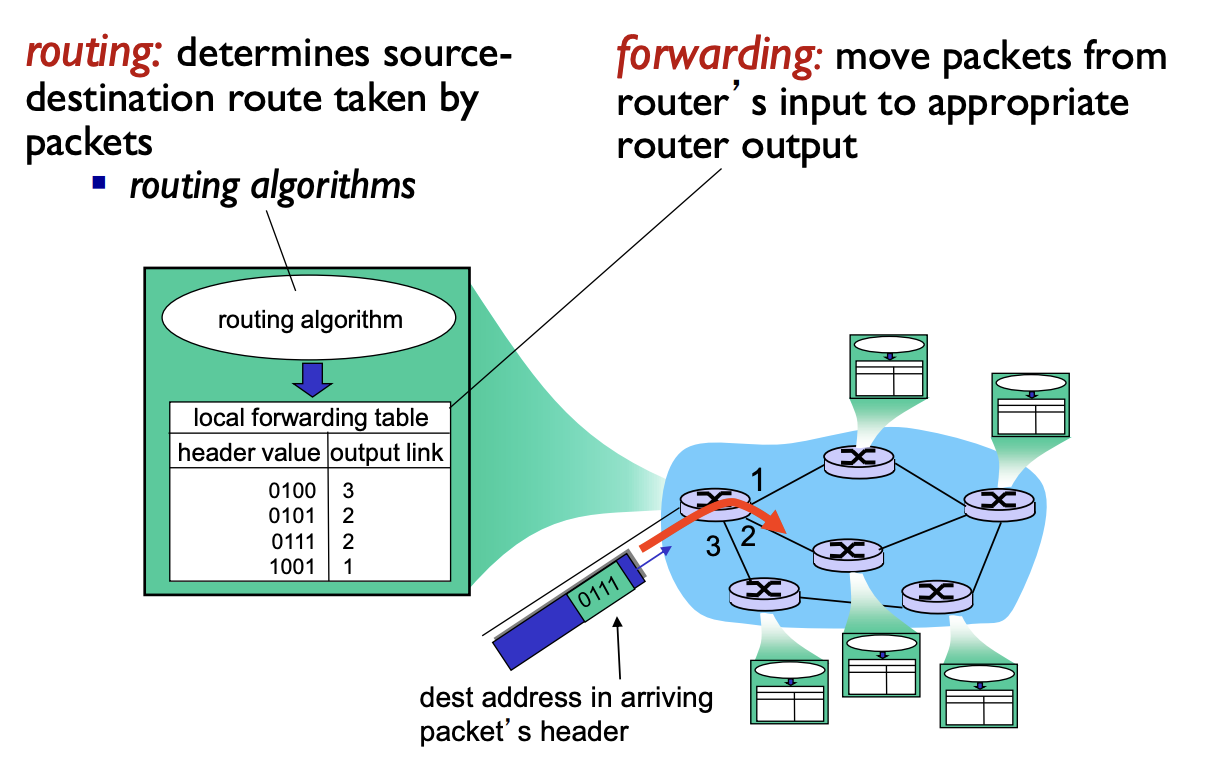 routing: determines source-
destination route taken by
packets
▪ routing algorithms
forwarding: move packets from
router’s input to appropriate
router output
routing algorithm
local forwarding table
header value output link
0100 3
0101 2
0111 2
1001 1
1
2
3
0111
dest address in arriving
packet’s header